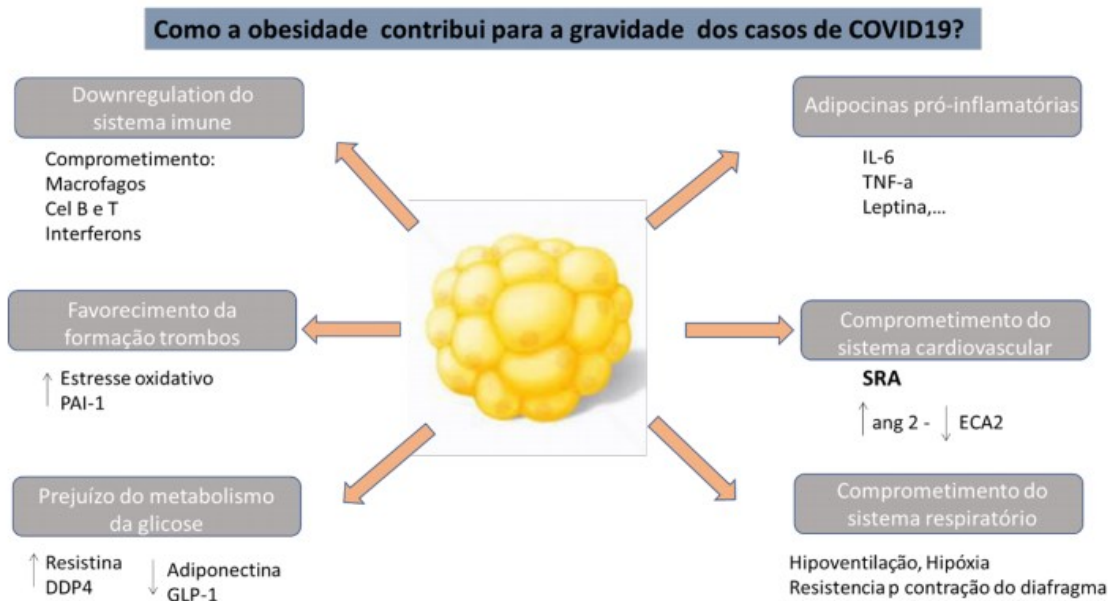 Como a obesidade contribui para a gravidade dos casos de COVID19?
Downregulation do
sistema imune
Comprometimento:
Macrofagos
Cel B e T
Interferons
Favorecimento da
formação trombos
↑ Estresse oxidativo
PAI-1
Prejuízo do metabolismo
da glicose
↑ Resistina
DDP4
↓ Adiponectina
GLP-1
Adipocinas pró-inflamatórias
IL-6
TNF-a
Leptina,...
Comprometimento do
sistema cardiovascular
SRA
↑ ang 2 - ↓ ECA2
Comprometimento do
sistema respiratório
Hipoventilação, Hipóxia
Resistencia p contração do diafragma